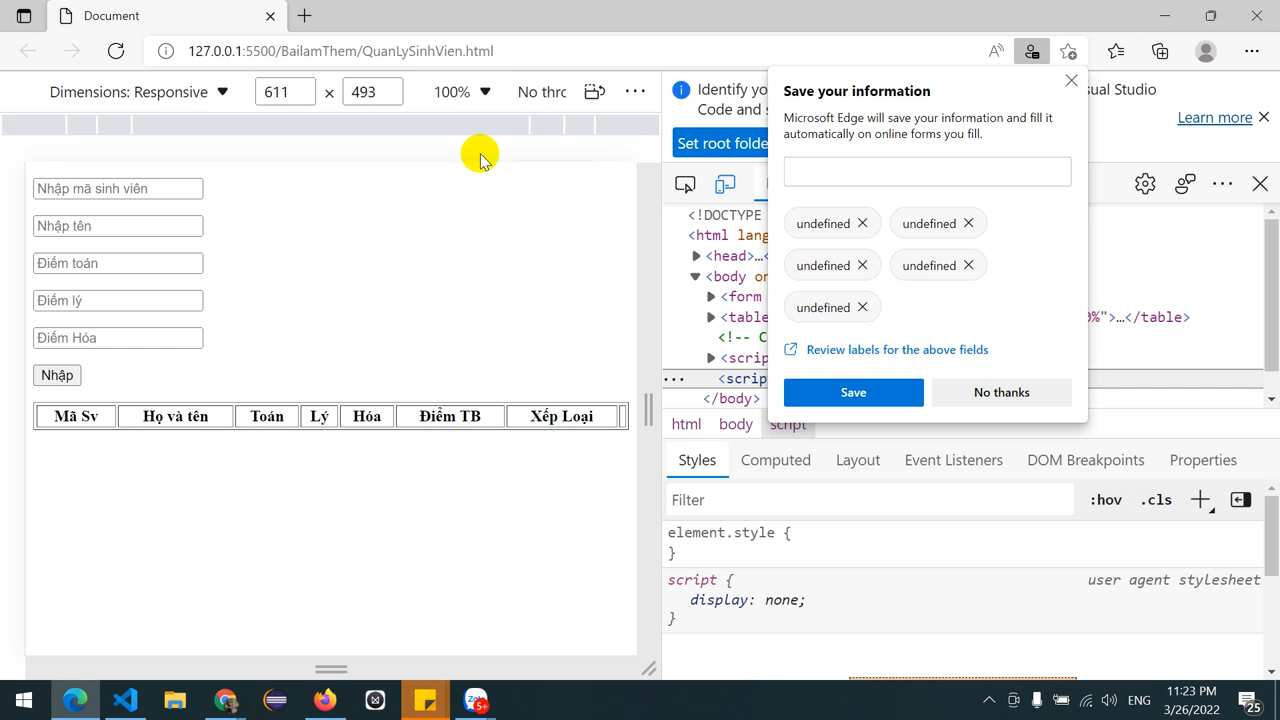 Document
127.0.0.1:5500/BailamThem/QuanLySinhVien.html
Dimensions: Responsive 611 × 493 100% No thrc
Nhập mã sinh viên
Nhập tên
Điểm toán
Điểm lý
Điểm Hóa
Nhập
Mã Sv Họ và tên Toán Lý Hóa Điểm TB Xếp Loại
Identify yo
Code and s
sual Studio
Learn more
Set root folde
Save your information
Microsoft Edge will save your information and fill it
automatically on online forms you fill.
undefined undefined
undefined undefined
undefined
Review labels for the above fields
Save No thanks
<!DOCTYPE
<html lang
<head>…<
<body on
<form
<table 0%">…</table>
<!-- C
<scrip
<scrip
</body>
html body script
Styles Computed Layout Event Listeners DOM Breakpoints Properties
Filter :hov .cls
element.style {
}
script { user agent stylesheet
display: none;
}
5+
ENG
11:23 PM
3/26/2022
25